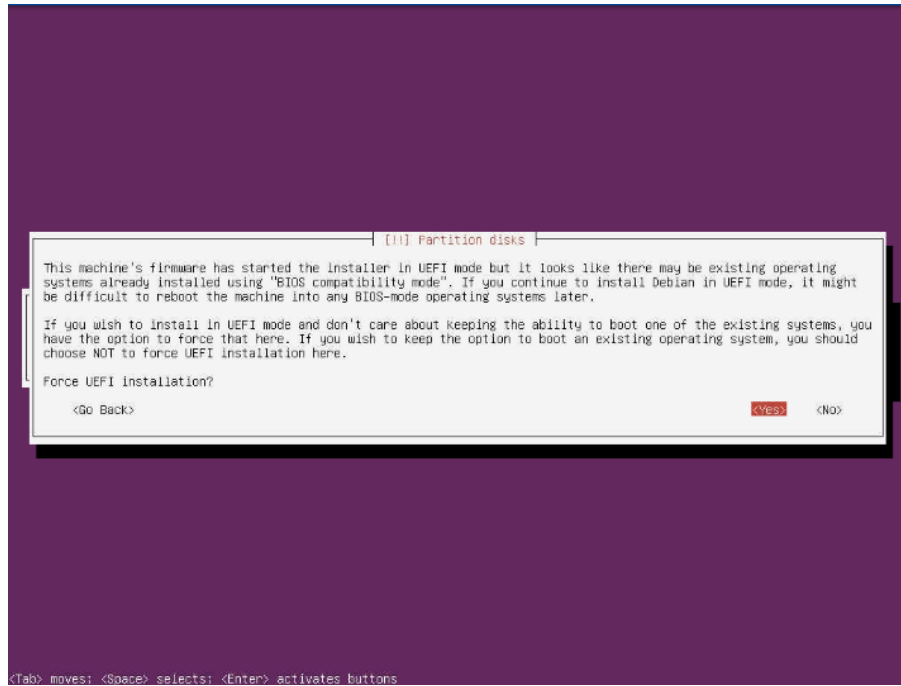 [!!] Partition disks
This machine's firmware has started the installer in UEFI mode but it looks like there may be existing operating
systems already installed using "BIOS compatibility mode". If you continue to install Debian in UEFI mode, it might
be difficult to reboot the machine into any BIOS-mode operating systems later.
If you wish to install in UEFI mode and don't care about keeping the ability to boot one of the existing systems, you
have the option to force that here. If you wish to keep the option to boot an existing operating system, you should
choose NOT to force UEFI installation here.
Force UEFI installation?
<Go Back> <Yes> <No>
<Tab> moves; <Space> selects; <Enter> activates buttons